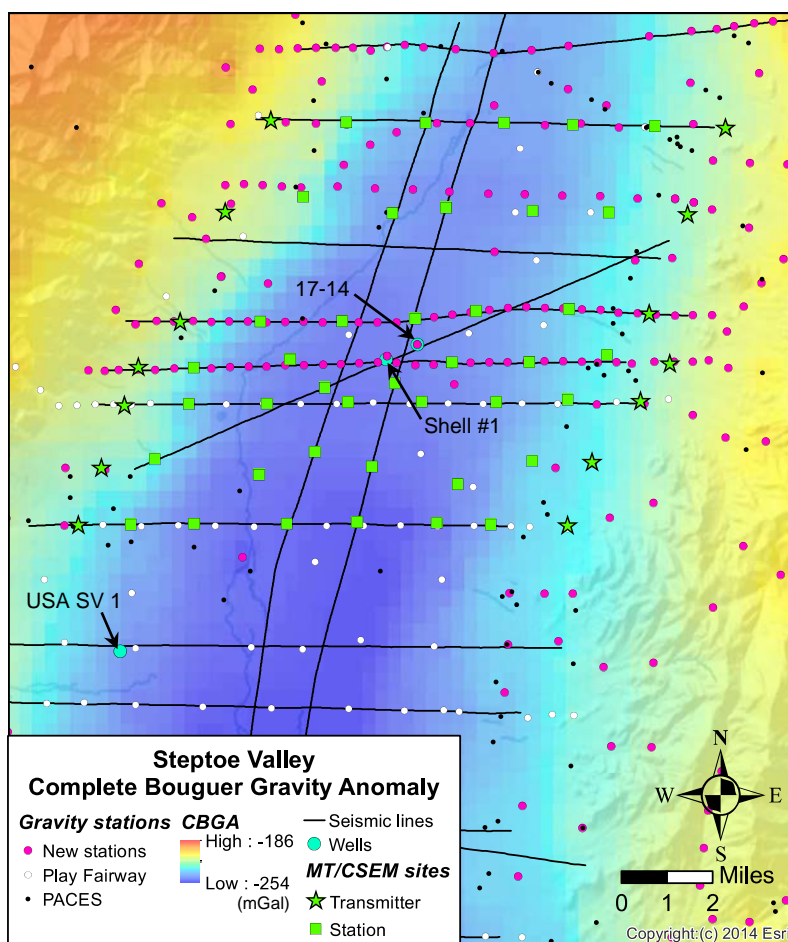 17-14
Shell #1
USA SV 1
Steptoe Valley
Complete Bouguer Gravity Anomaly
Gravity stations
New stations
Play Fairway
PACES
CBGA
High : -186
Low : -254
(mGal)
Seismic lines
Wells
MT/CSEM sites
Transmitter
Station
N
W E
S
Miles
0 1 2
Copyright:(c) 2014 Esri